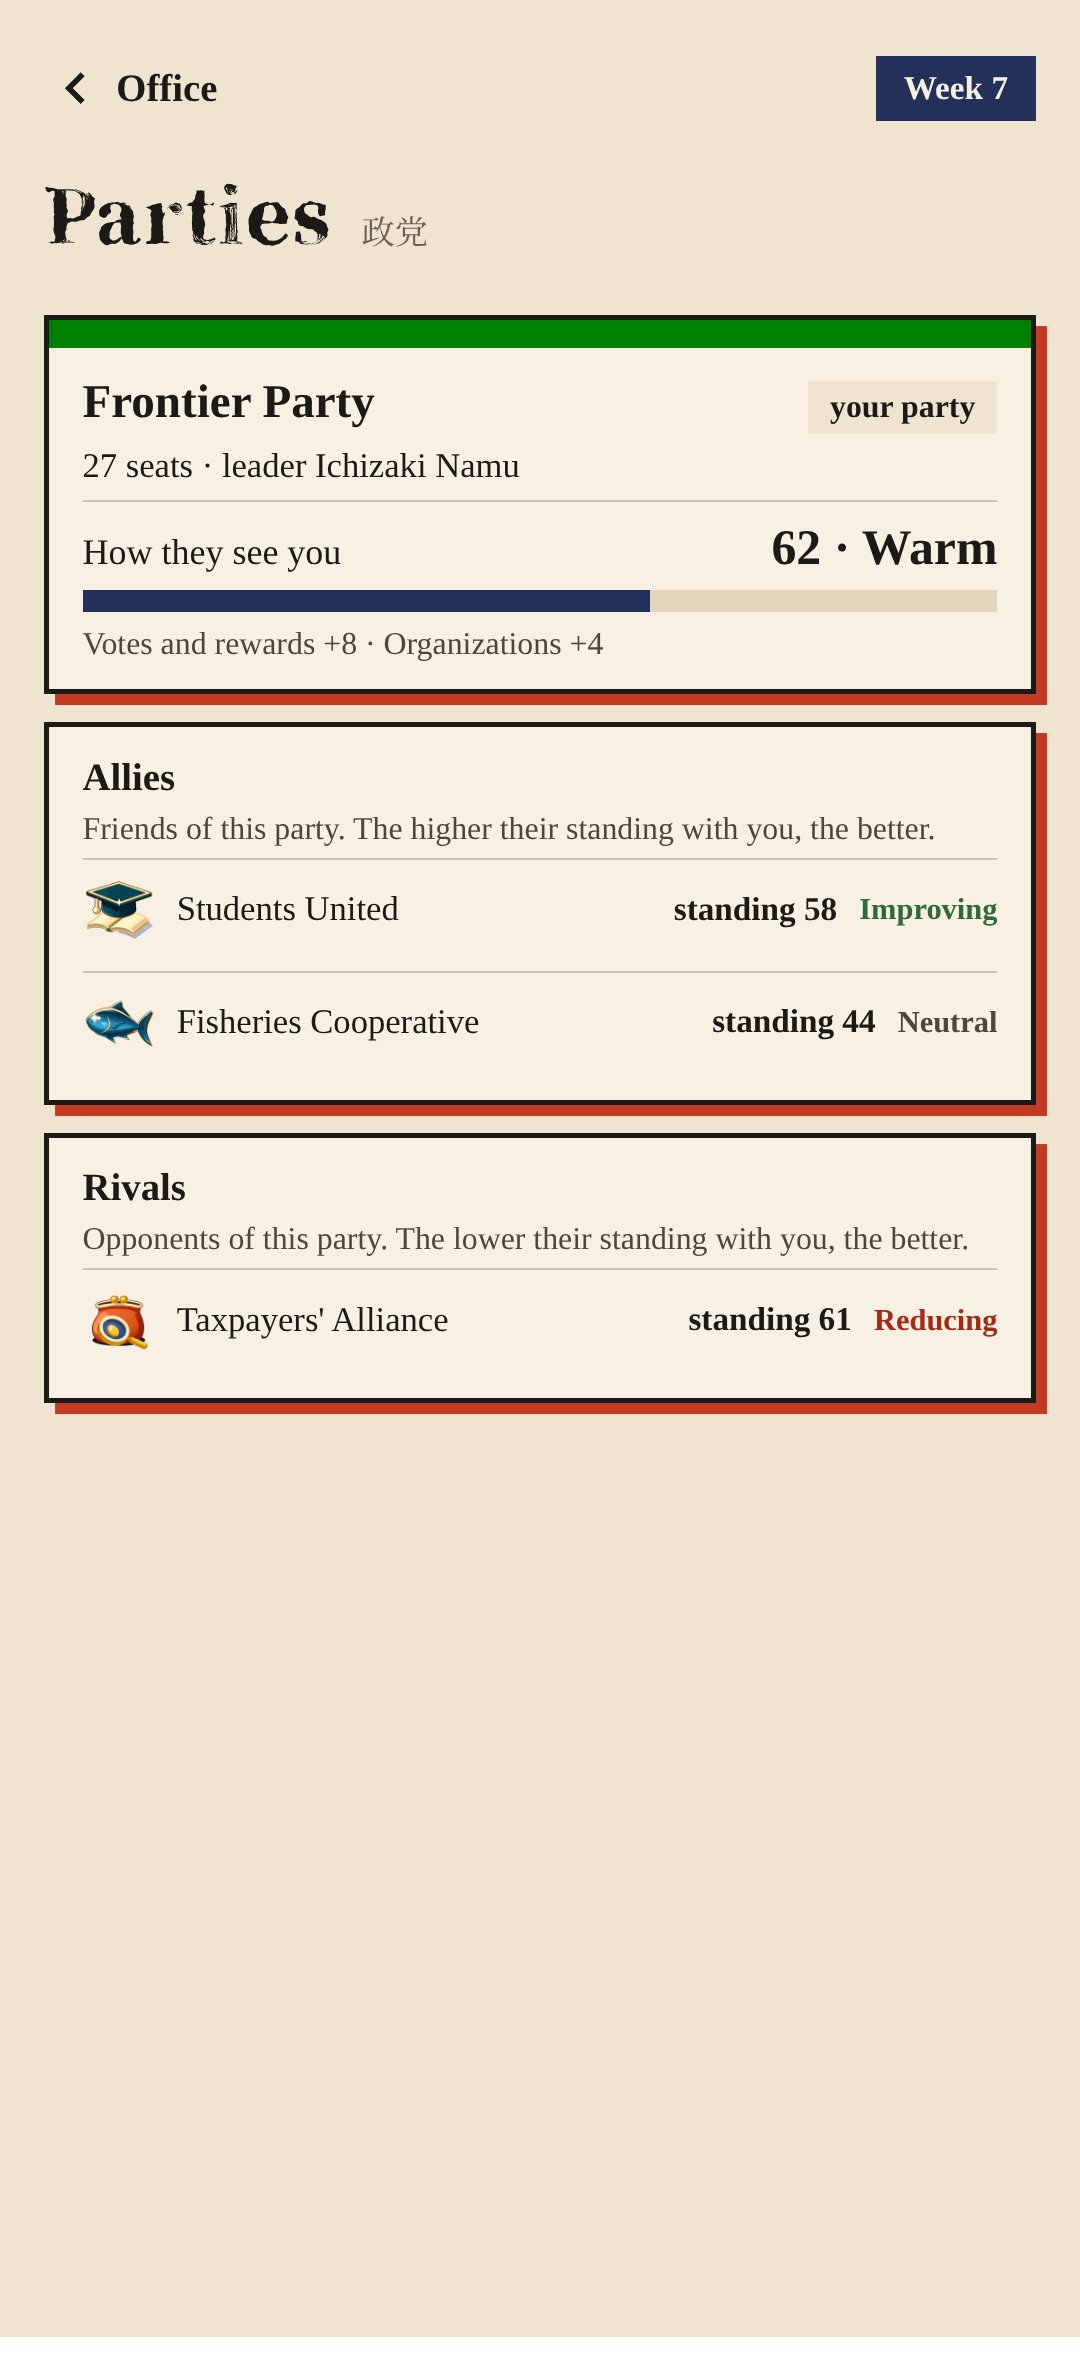 Office
Week 7
Parties 政党
Frontier Party
your party
27 seats · leader Ichizaki Namu
How they see you
62 · Warm
Votes and rewards +8 · Organizations +4
Allies
Friends of this party. The higher their standing with you, the better.
Students United
standing 58 Improving
Fisheries Cooperative
standing 44 Neutral
Rivals
Opponents of this party. The lower their standing with you, the better.
Taxpayers' Alliance
standing 61 Reducing